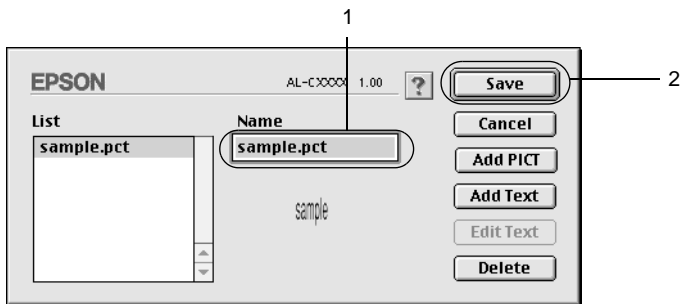 1
EPSON
AL-CXXXX 1.00
?
Save
2
List
Name
Cancel
sample.pct
sample.pct
Add PICT
sample
Add Text
Edit Text
Delete